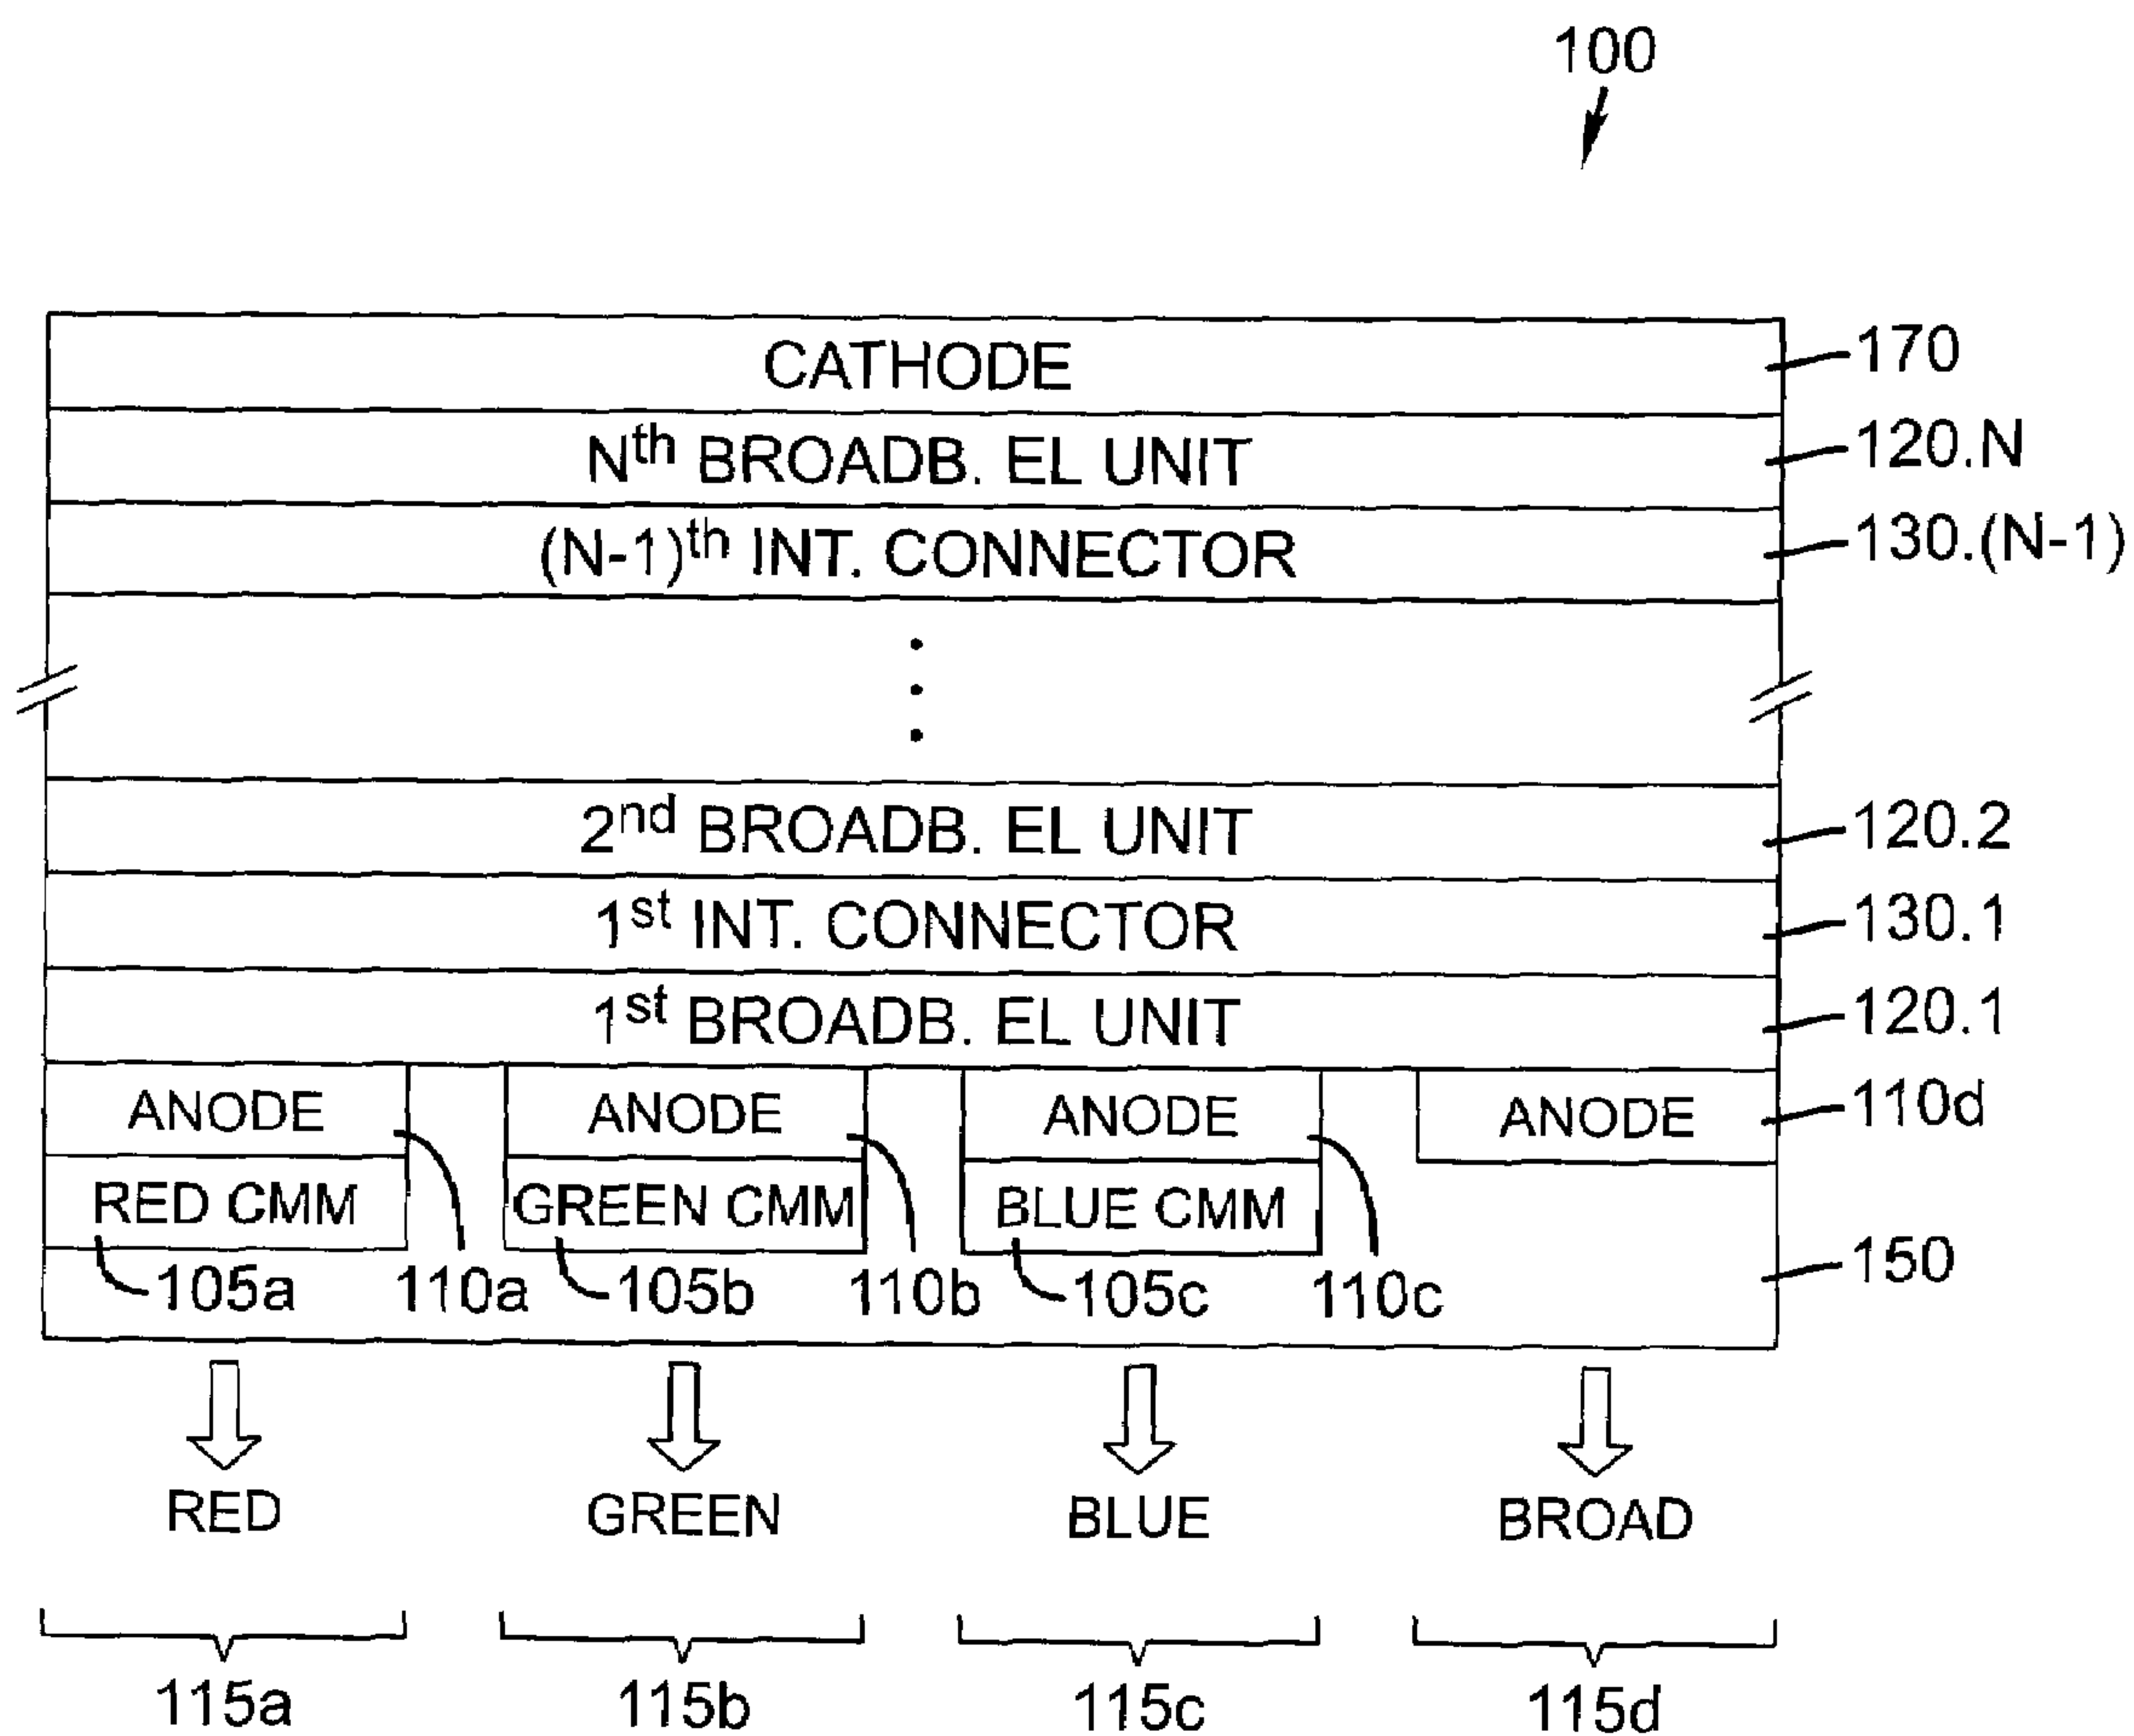 100
CATHODE 170
Nth BROADB. EL UNIT 120.N
(N-1)th INT. CONNECTOR 130.(N-1)
2nd BROADB. EL UNIT 120.2
1st INT. CONNECTOR 130.1
1st BROADB. EL UNIT 120.1
ANODE ANODE ANODE ANODE 110d
RED CMM GREEN CMM BLUE CMM
150
105a 110a 105b 110b 105c 110c
RED GREEN BLUE BROAD
115a 115b 115c 115d